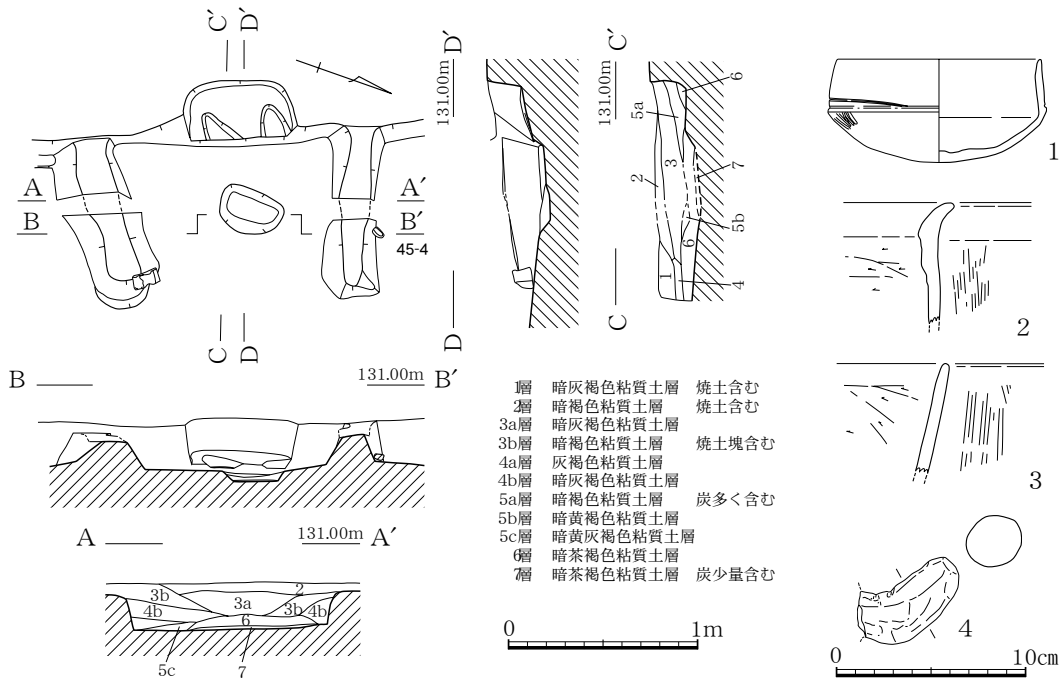 C′
D′
A
A′
B
B′
45-4
C
D
D′
131.00m
D
C′
131.00m
6
5a
3
2
7
5b
6
1
4
C
B
131.00m
B′
A
131.00m
A′
2
3b
3a
3b
4b
4b
6
5c
7
1層 暗灰褐色粘質土層 焼土含む
2層 暗褐色粘質土層 焼土含む
3a層 暗灰褐色粘質土層
3b層 暗褐色粘質土層 焼土塊含む
4a層 灰褐色粘質土層
4b層 暗灰褐色粘質土層
5a層 暗褐色粘質土層 炭多く含む
5b層 暗黄褐色粘質土層
5c層 暗黄灰褐色粘質土層
6層 暗茶褐色粘質土層
7層 暗茶褐色粘質土層 炭少量含む
0 1m
1
2
3
4
0 10cm